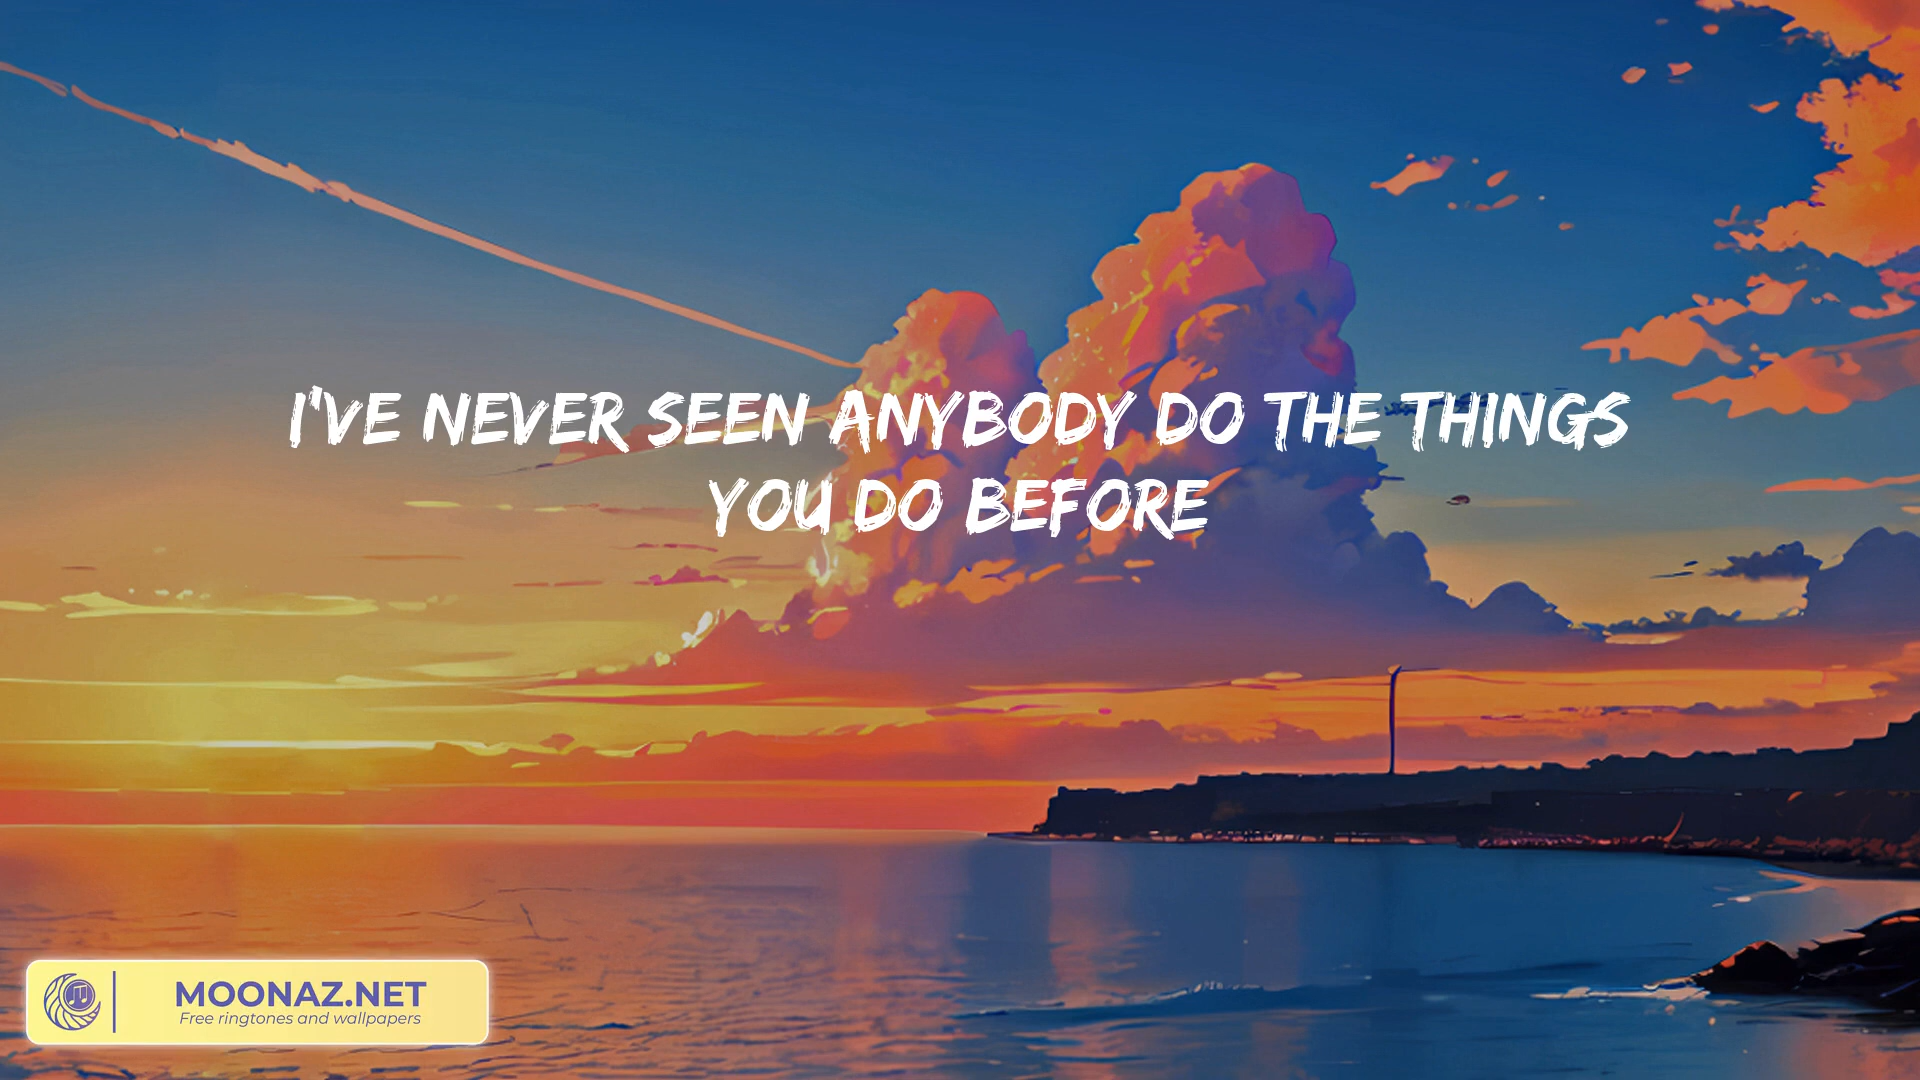 I'VE NEVER SEEN ANYBODY DO THE THINGS
YOU DO BEFORE
MOONAZ.NET
Free ringtones and wallpapers